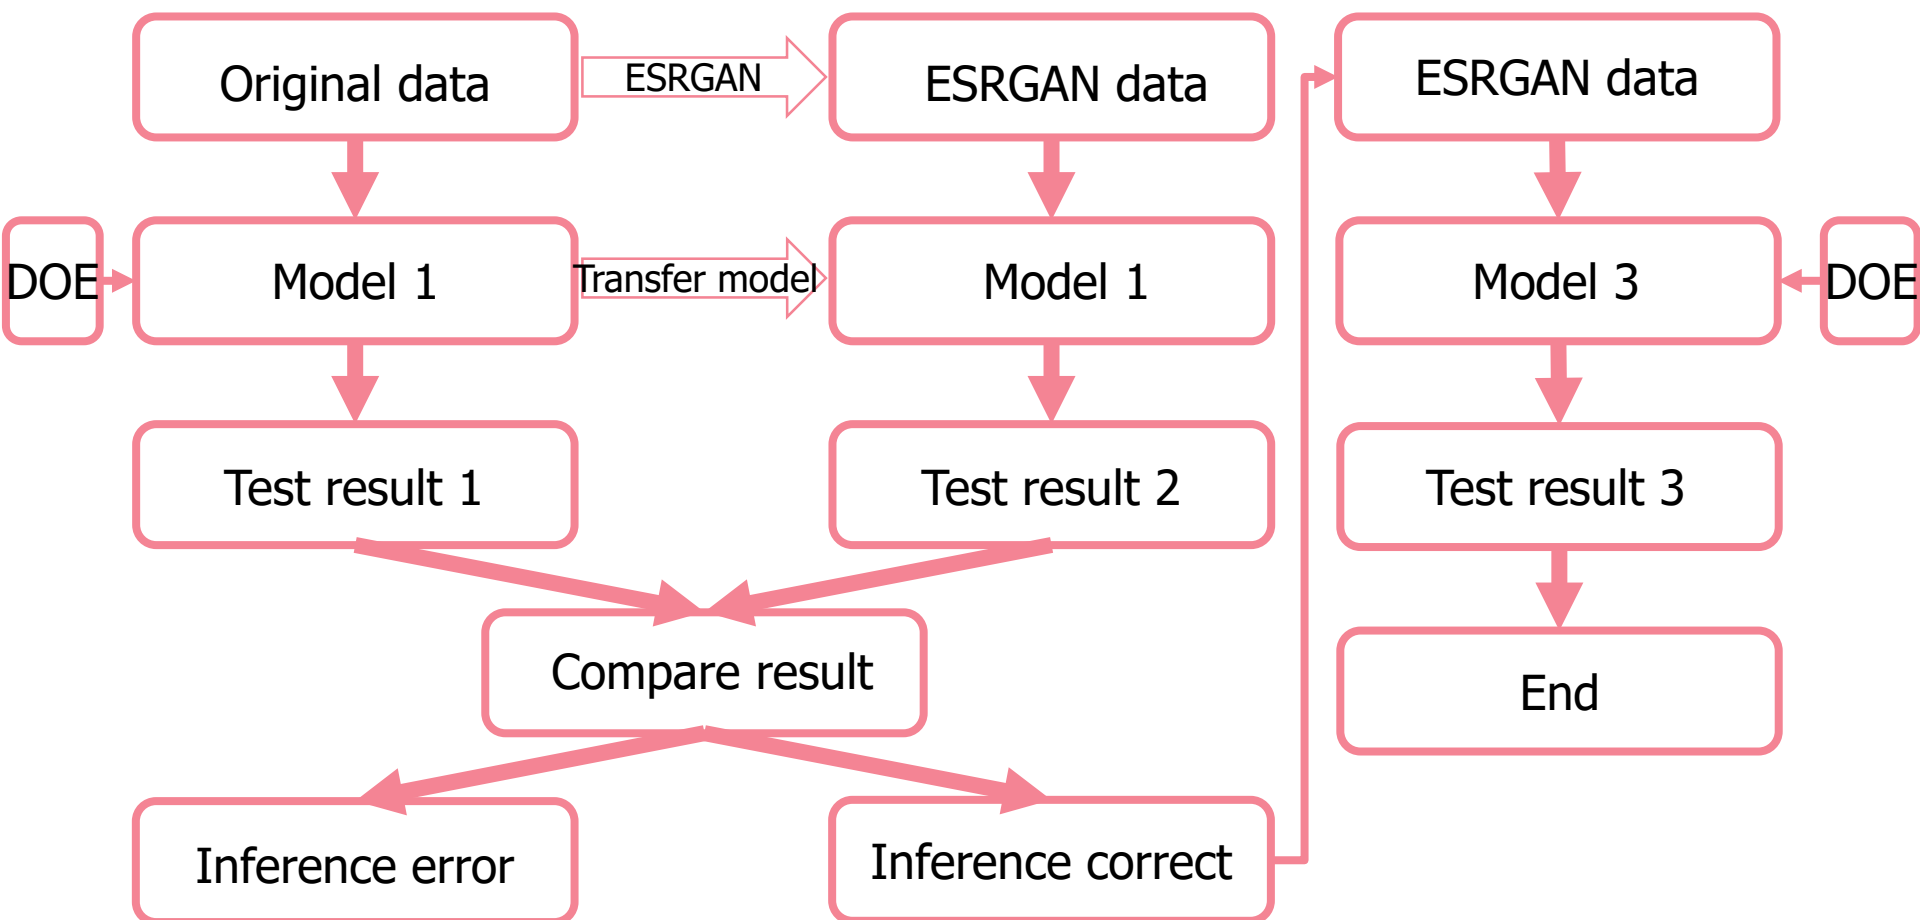 Original data
ESRGAN
ESRGAN data
ESRGAN data
DOE
Model 1
Transfer model
Model 1
Model 3
DOE
Test result 1
Test result 2
Test result 3
Compare result
End
Inference error
Inference correct